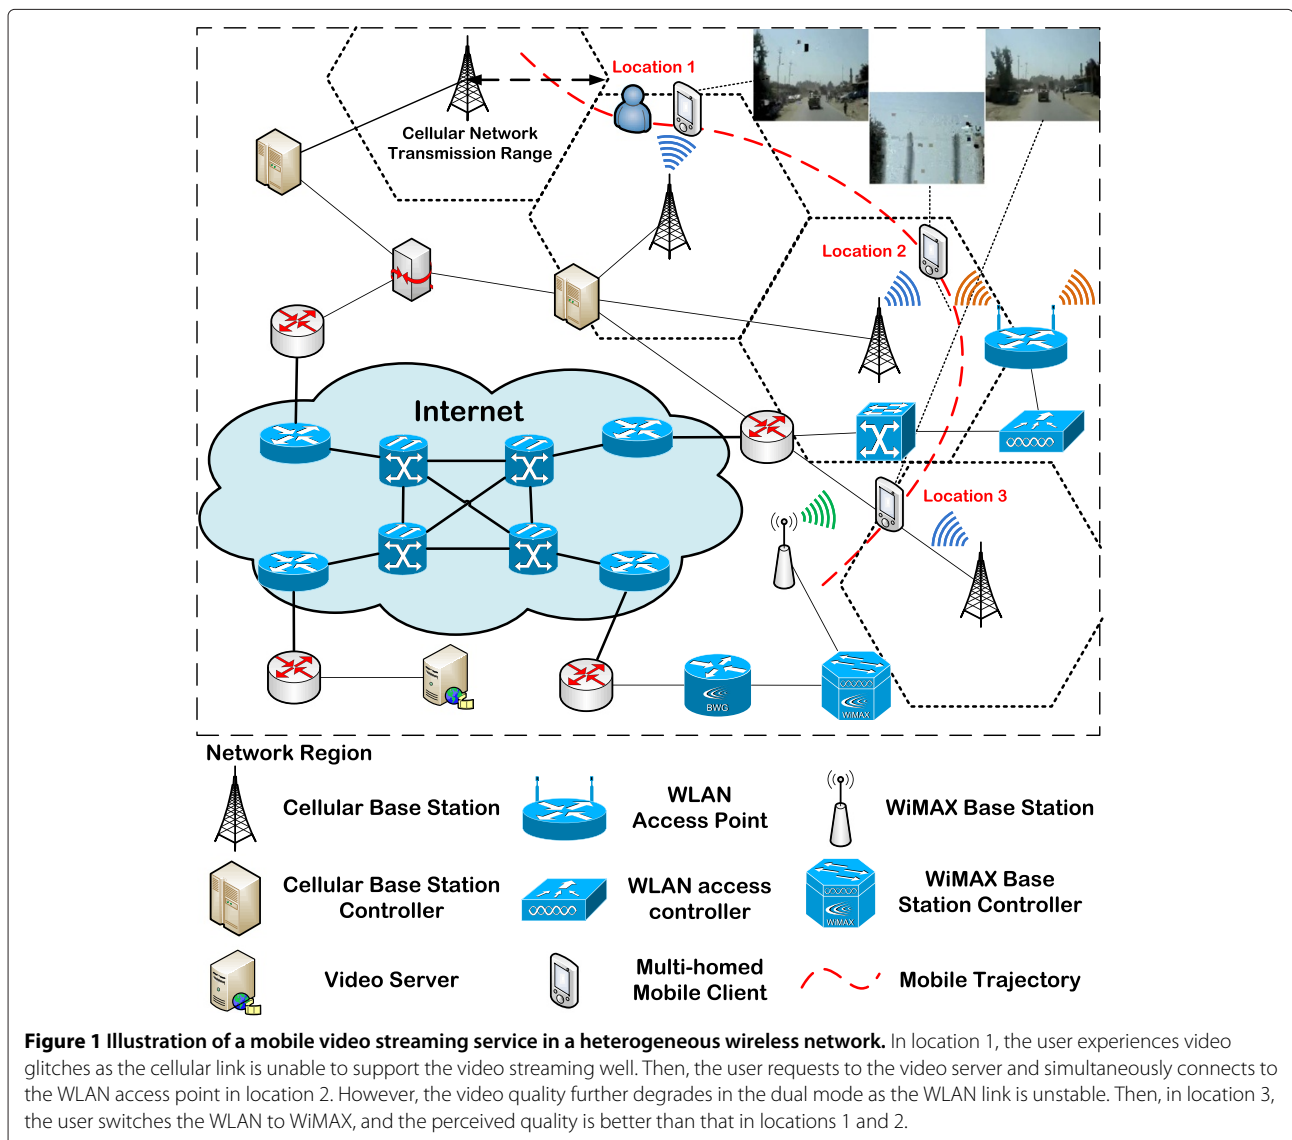 Location 1
Cellular Network
Transmission Range
Location 2
Internet
Location 3
BWG
WiMAX
Network Region
Cellular Base Station
WLAN
Access Point
WiMAX Base Station
Cellular Base Station
Controller
WLAN access
controller
WiMAX
WiMAX Base
Station Controller
Video Server
Multi-homed
Mobile Client
Mobile Trajectory
Figure 1 Illustration of a mobile video streaming service in a heterogeneous wireless network. In location 1, the user experiences video
glitches as the cellular link is unable to support the video streaming well. Then, the user requests to the video server and simultaneously connects to
the WLAN access point in location 2. However, the video quality further degrades in the dual mode as the WLAN link is unstable. Then, in location 3,
the user switches the WLAN to WiMAX, and the perceived quality is better than that in locations 1 and 2.